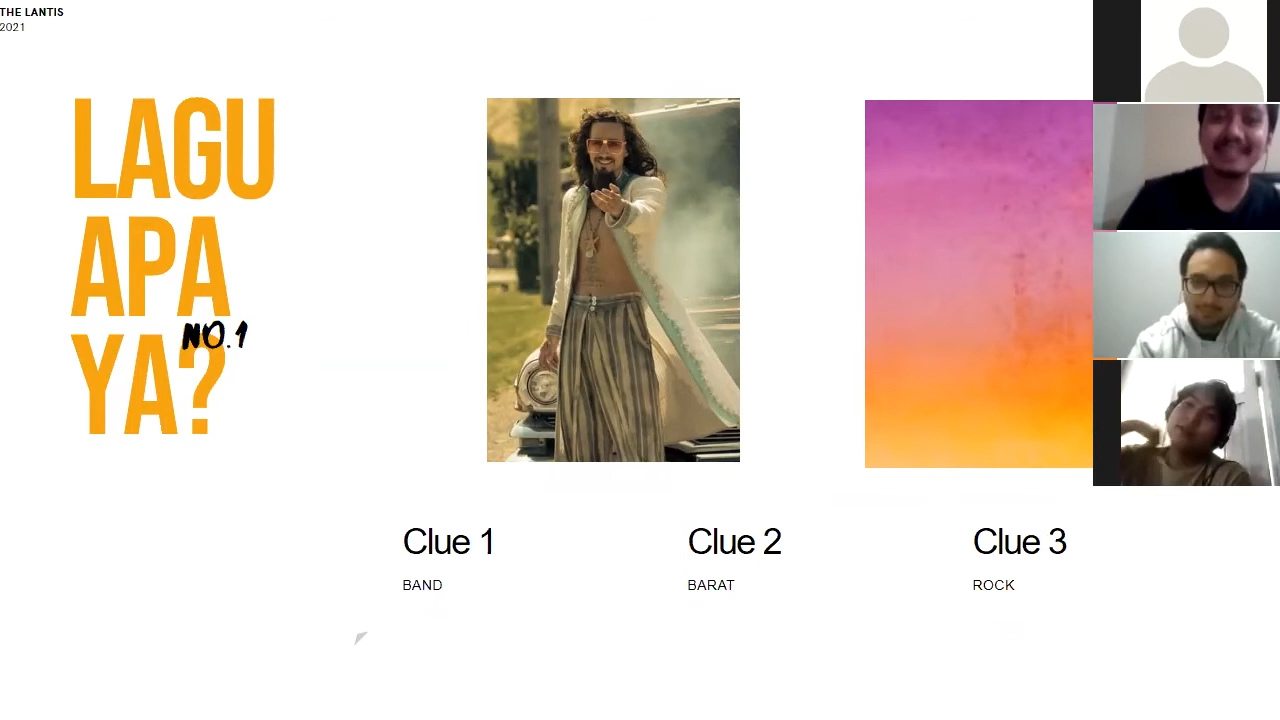 THE LANTIS
2021
LAGU
APA
YA?
NO.1
Clue 1
BAND
Clue 2
BARAT
Clue 3
ROCK